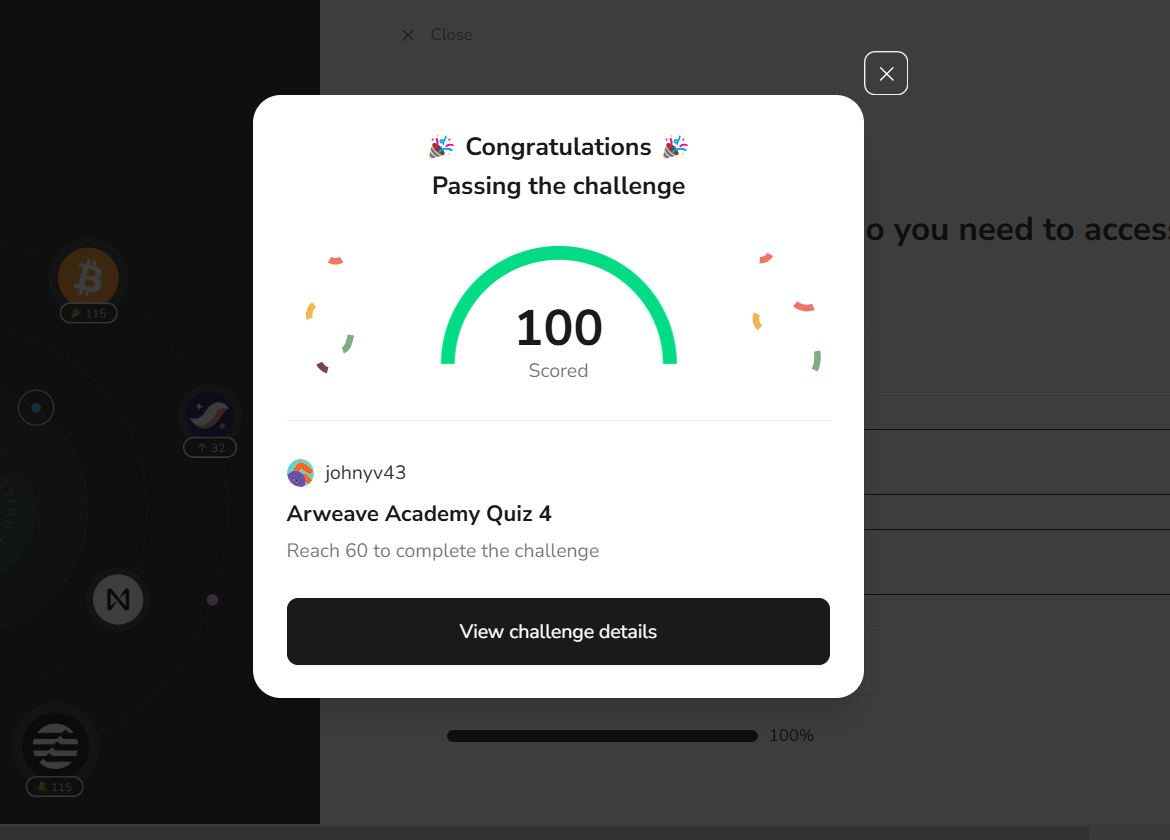 Close
Congratulations
Passing the challenge
o you need to access
100
Scored
115
32
johnyv43
Arweave Academy Quiz 4
Reach 60 to complete the challenge
View challenge details
100%
115